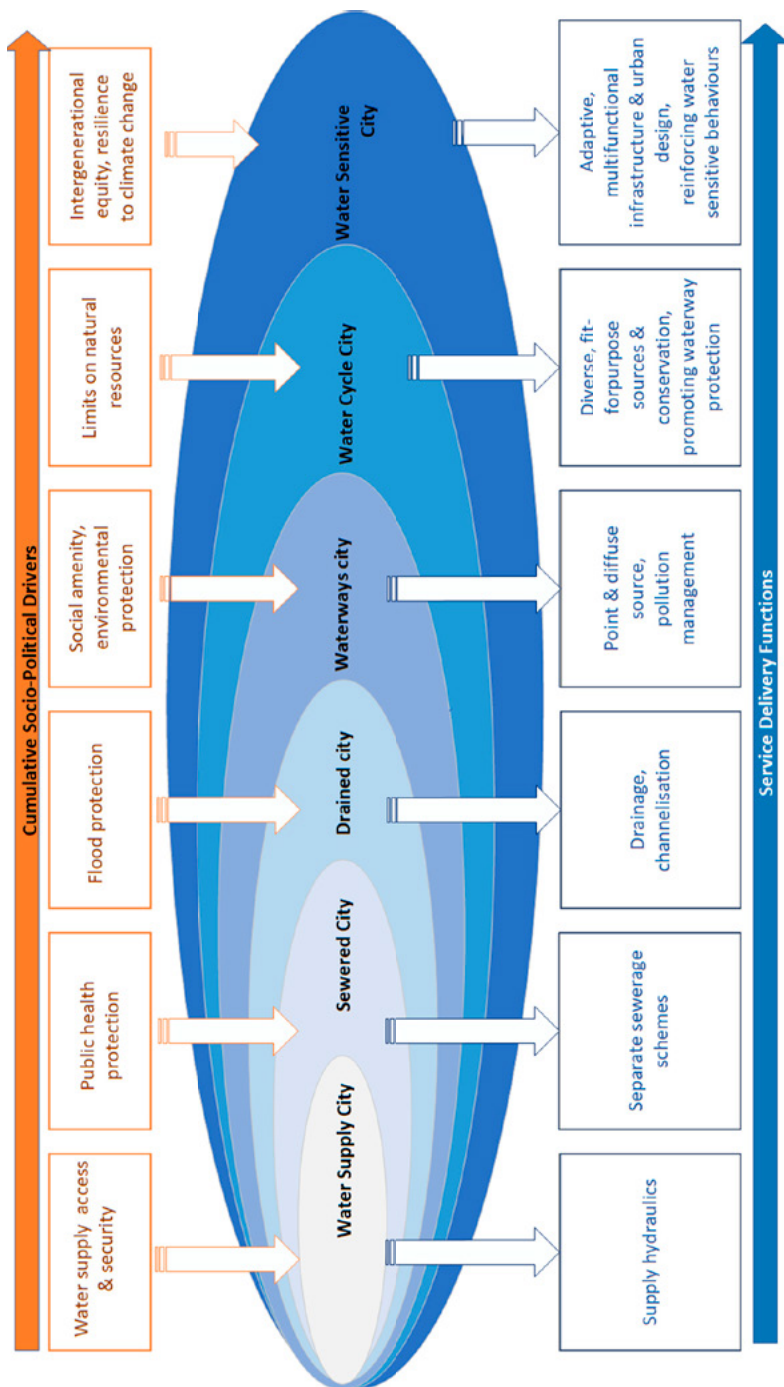 Cumulative Socio-Political Drivers
Water supply access
& security
Public health
protection
Flood protection
Social amenity,
environmental
protection
Limits on natural
resources
Intergenerational
equity, resilience
to climate change
Water Supply City
Sewered City
Drained city
Waterways city
Water Cycle City
Water Sensitive
City
Supply hydraulics
Separate sewerage
schemes
Drainage,
channelisation
Point & diffuse
source,
pollution
management
Diverse, fit-
forpurpose
sources &
conservation,
promoting waterway
protection
Adaptive,
multifunctional
infrastructure & urban
design,
reinforcing water
sensitive behaviours
Service Delivery Functions